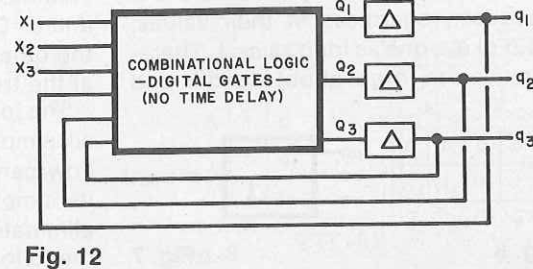 X₁
X₂
X₃
COMBINATIONAL LOGIC
—DIGITAL GATES—
(NO TIME DELAY)
Q₁ Δ q₁
Q₂ Δ q₂
Q₃ Δ q₃
Fig. 12